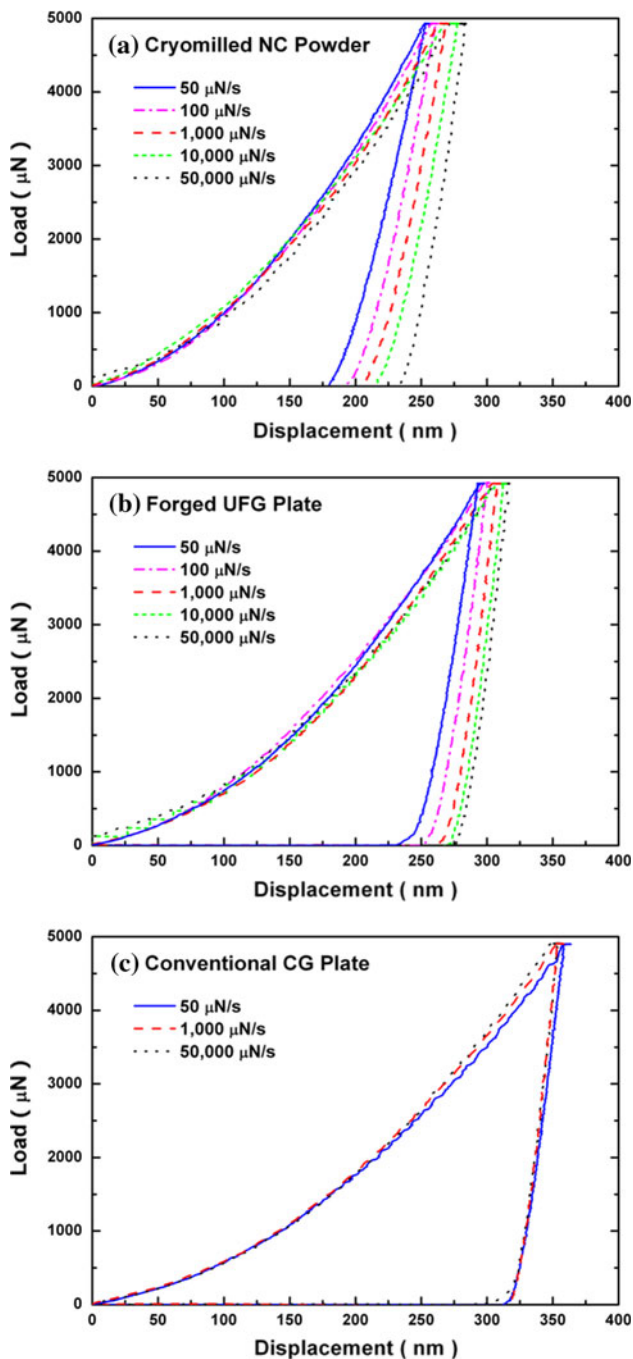 (a) Cryomilled NC Powder
50 μN/s
100 μN/s
1,000 μN/s
10,000 μN/s
50,000 μN/s
Load ( μN )
5000
4000
3000
2000
1000
0
0 50 100 150 200 250 300 350 400
Displacement ( nm )
(b) Forged UFG Plate
50 μN/s
100 μN/s
1,000 μN/s
10,000 μN/s
50,000 μN/s
Load ( μN )
5000
4000
3000
2000
1000
0
0 50 100 150 200 250 300 350 400
Displacement ( nm )
(c) Conventional CG Plate
50 μN/s
1,000 μN/s
50,000 μN/s
Load ( μN )
5000
4000
3000
2000
1000
0
0 50 100 150 200 250 300 350 400
Displacement ( nm )